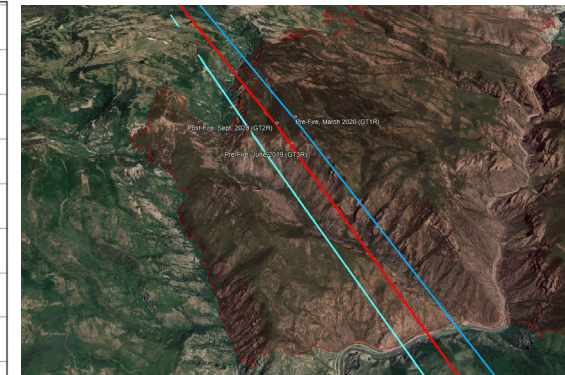 Pre-Fire, March 2020 (GT1R)
Post-Fire, Sept. 2020 (GT2R)
Pre-Fire, June 2019 (GT3R)